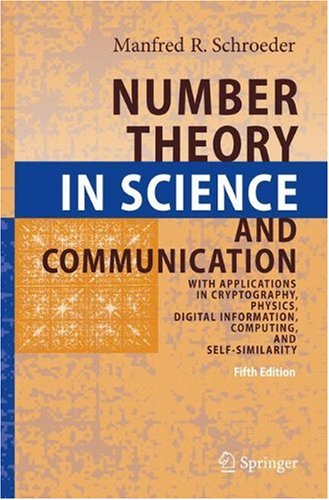 Manfred R. Schroeder
NUMBER
THEORY
IN SCIENCE
AND
COMMUNICATION
WITH APPLICATIONS
IN CRYPTOGRAPHY,
PHYSICS,
DIGITAL INFORMATION,
COMPUTING,
AND
SELF-SIMILARITY
Fifth Edition
Springer